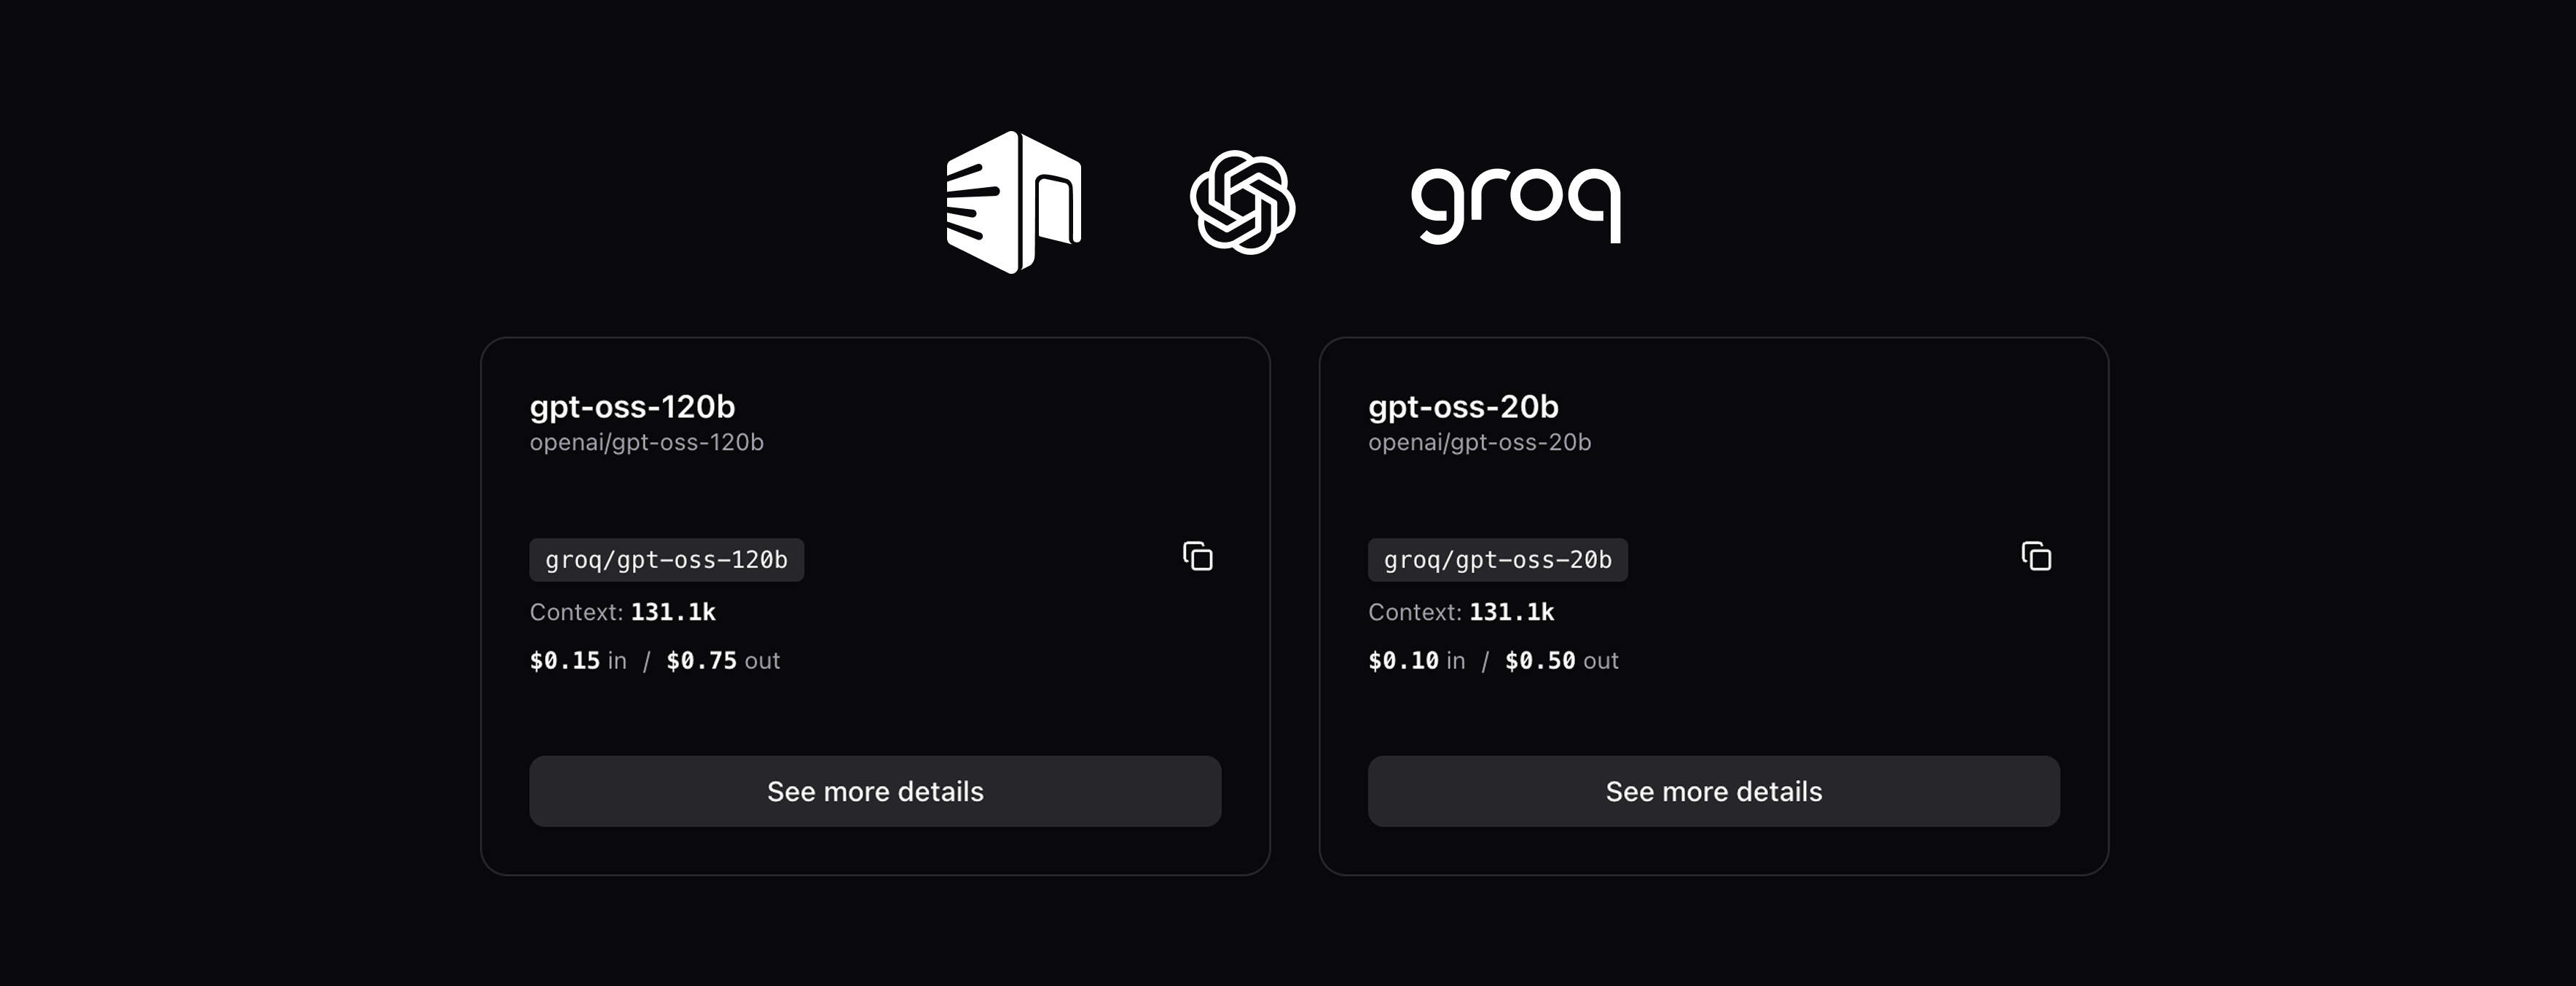 groq
gpt-oss-120b
openai/gpt-oss-120b
groq/gpt-oss-120b
Context: 131.1k
$0.15 in / $0.75 out
See more details
gpt-oss-20b
openai/gpt-oss-20b
groq/gpt-oss-20b
Context: 131.1k
$0.10 in / $0.50 out
See more details